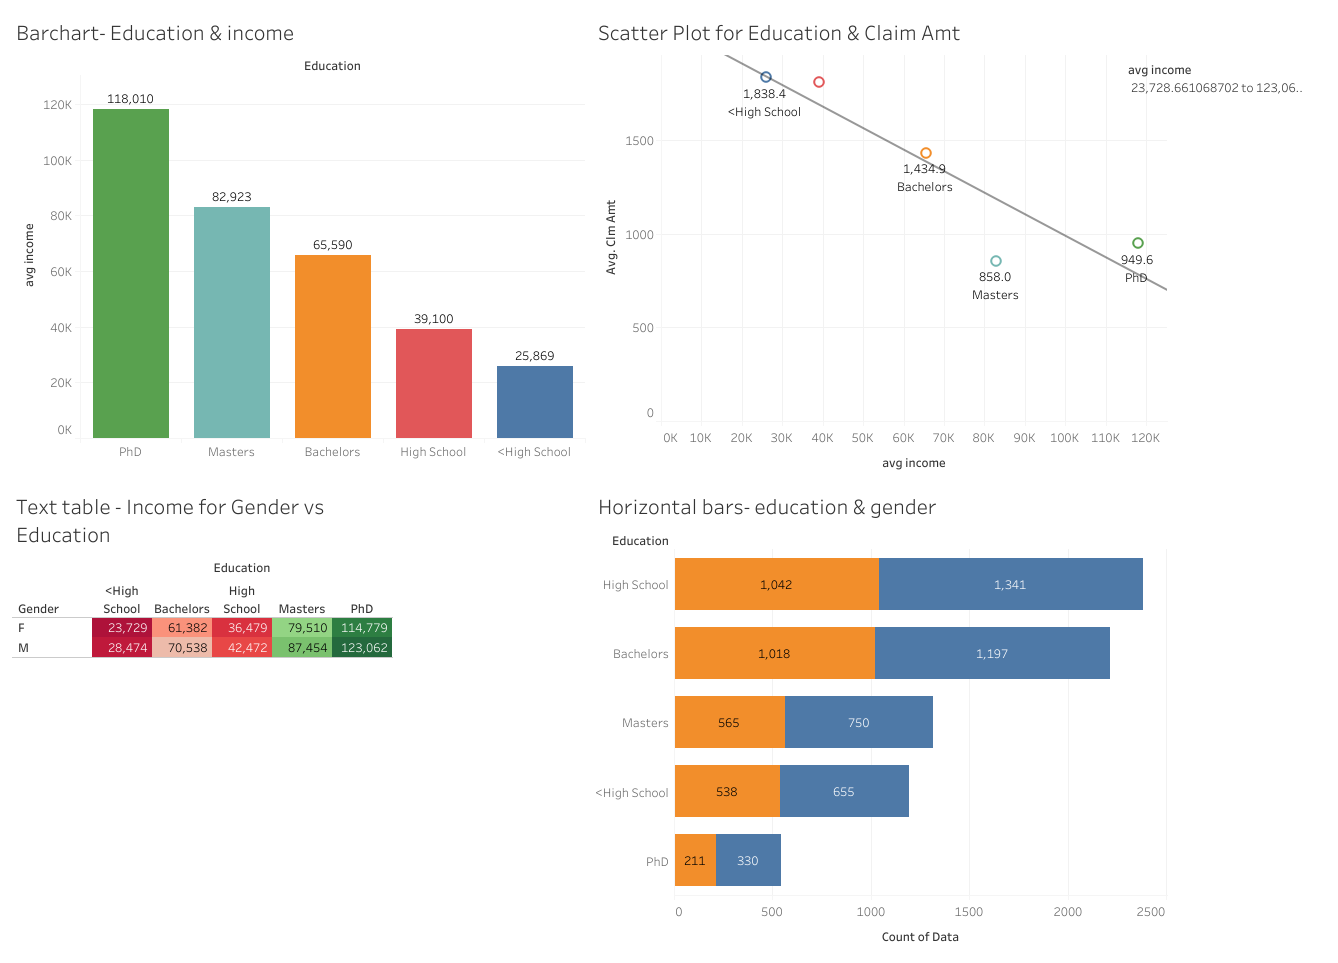 Barchart- Education & income
Education
avg income
120K
100K
80K
60K
40K
20K
0K
118,010
82,923
65,590
39,100
25,869
PhD
Masters
Bachelors
High School
<High School
Scatter Plot for Education & Claim Amt
Avg. Clm Amt
1500
1000
500
0
1,838.4
<High School
1,434.9
Bachelors
858.0
Masters
949.6
PhD
0K
10K
20K
30K
40K
50K
60K
70K
80K
90K
100K
110K
120K
avg income
avg income
23,728.661068702 to 123,06..
Text table - Income for Gender vs
Education
Education
Gender
<High
School
Bachelors
High
School
Masters
PhD
F 23,729 61,382 36,479 79,510 114,779
M 28,474 70,538 42,472 87,454 123,062
Horizontal bars- education & gender
Education
High School 1,042 1,341
Bachelors 1,018 1,197
Masters 565 750
<High School 538 655
PhD 211 330
0 500 1000 1500 2000 2500
Count of Data